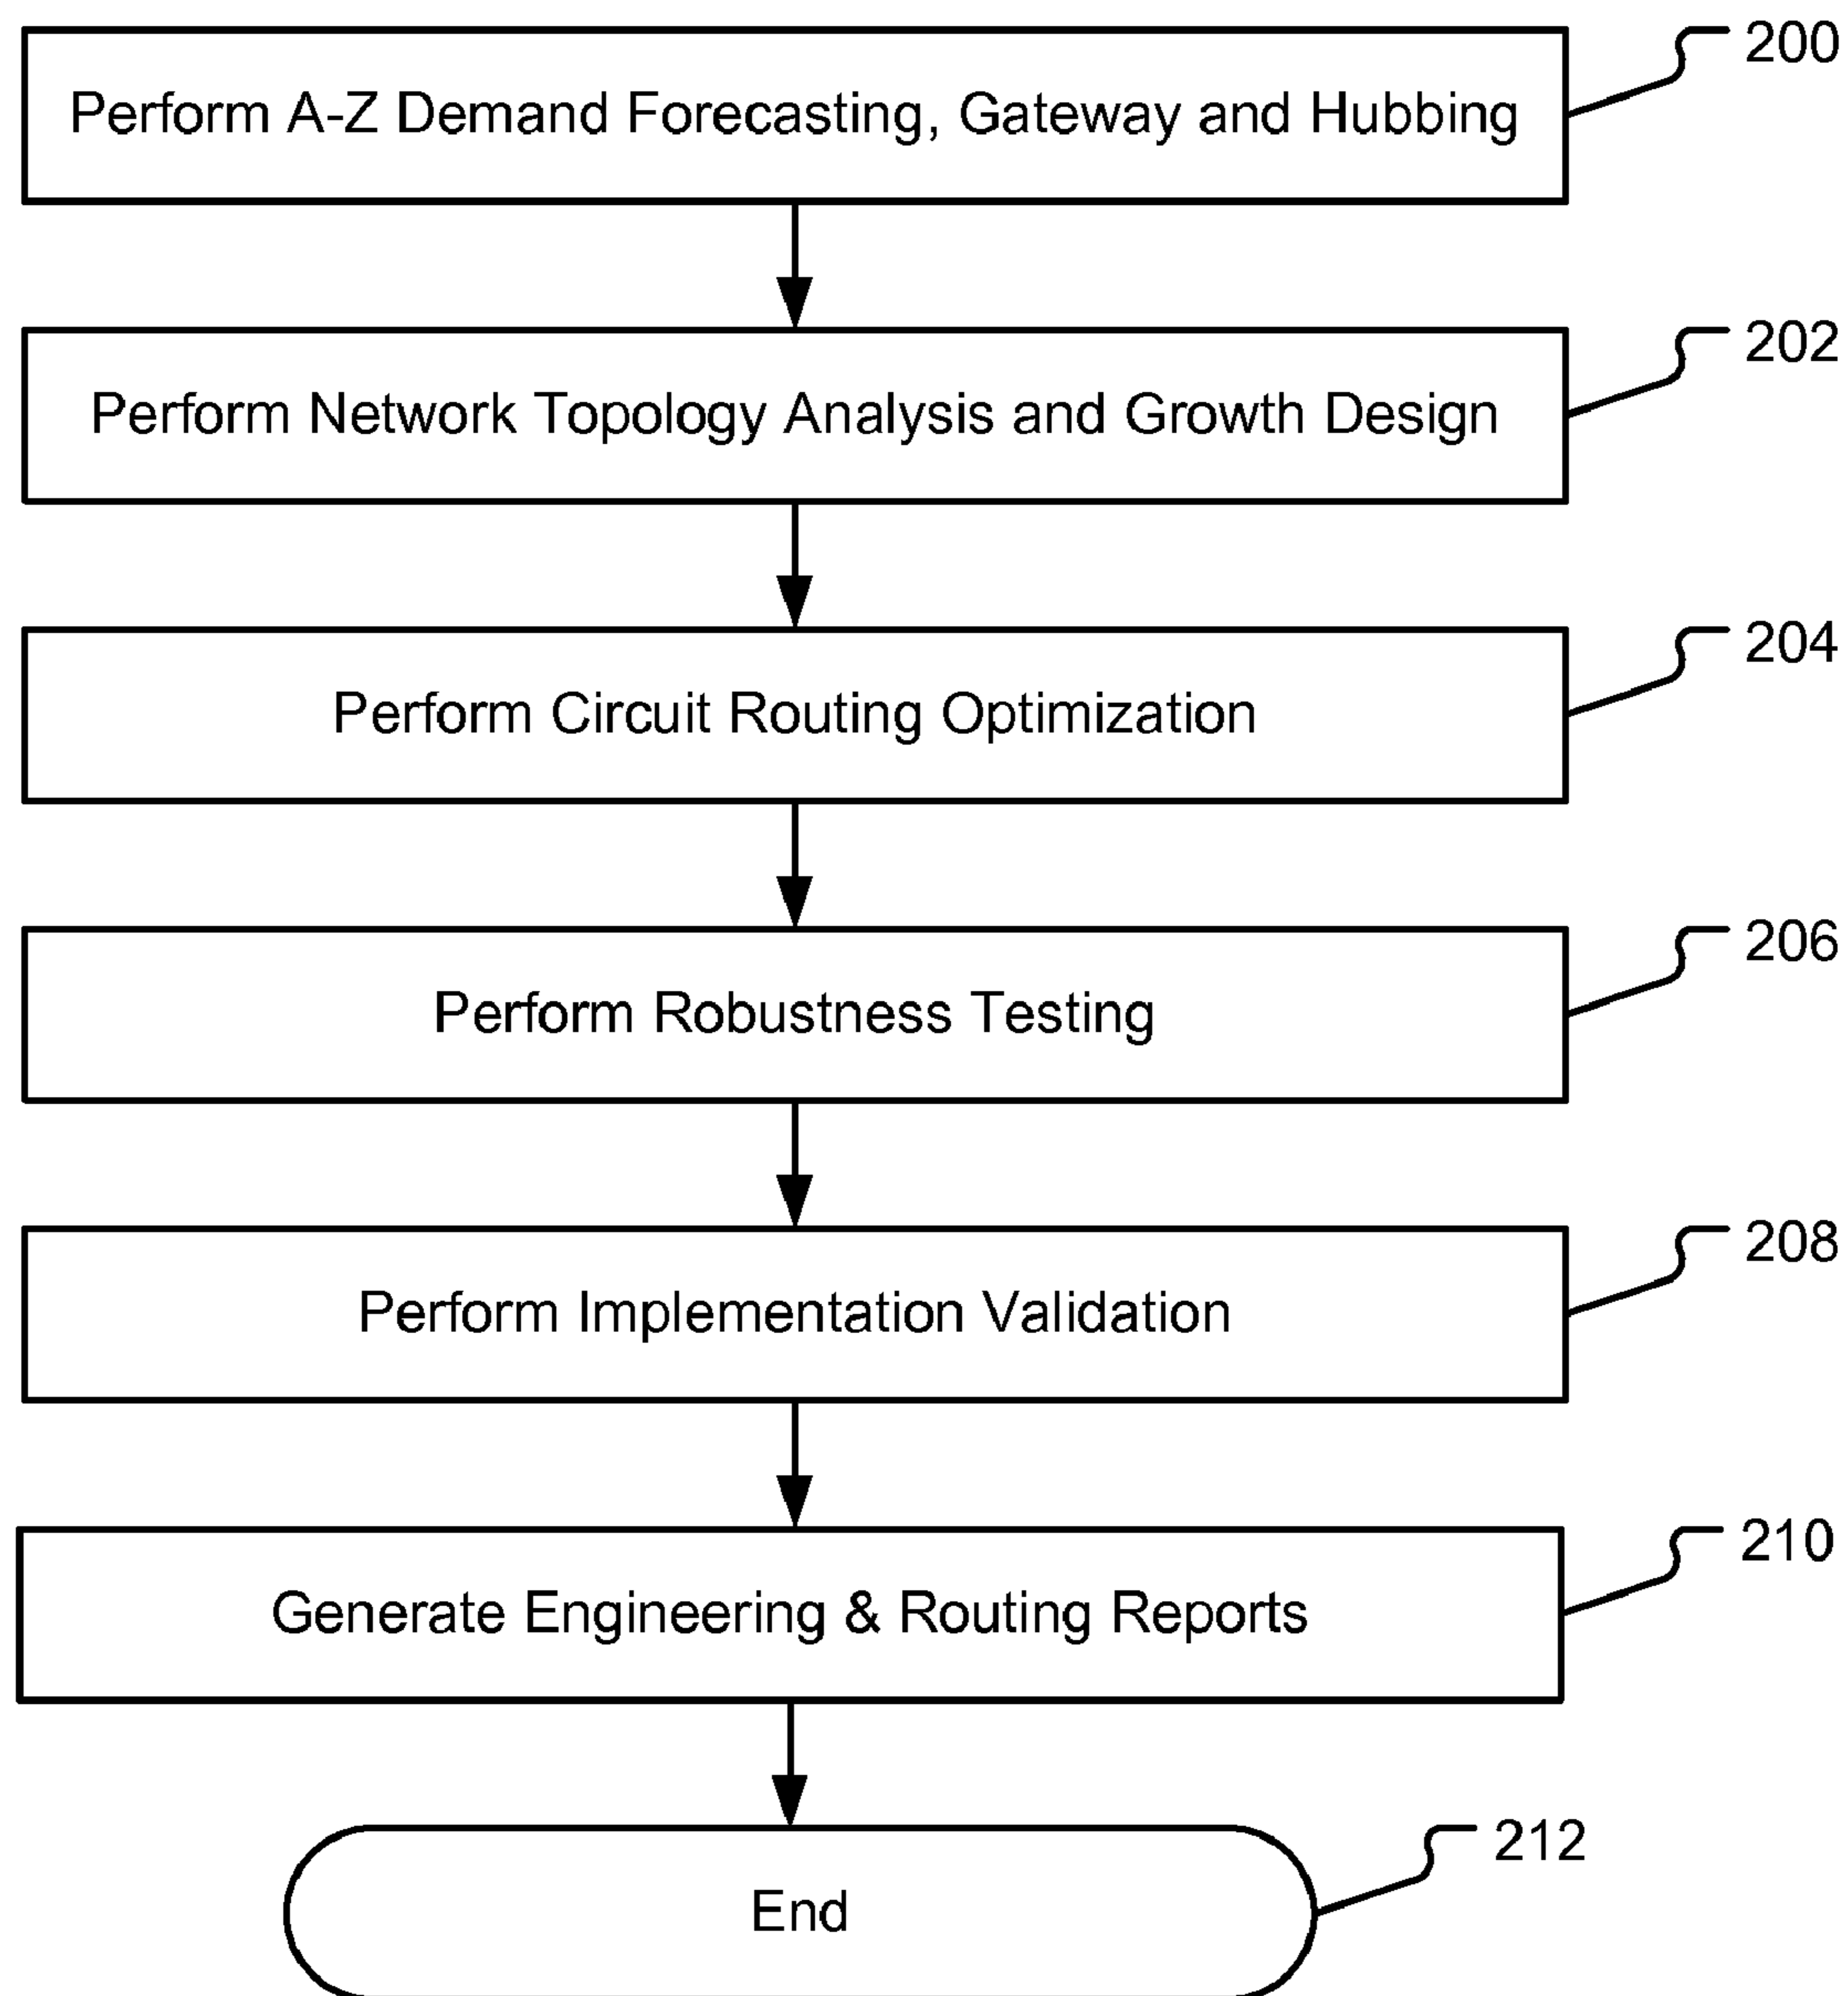 200
Perform A-Z Demand Forecasting, Gateway and Hubbing
202
Perform Network Topology Analysis and Growth Design
204
Perform Circuit Routing Optimization
206
Perform Robustness Testing
208
Perform Implementation Validation
210
Generate Engineering & Routing Reports
212
End